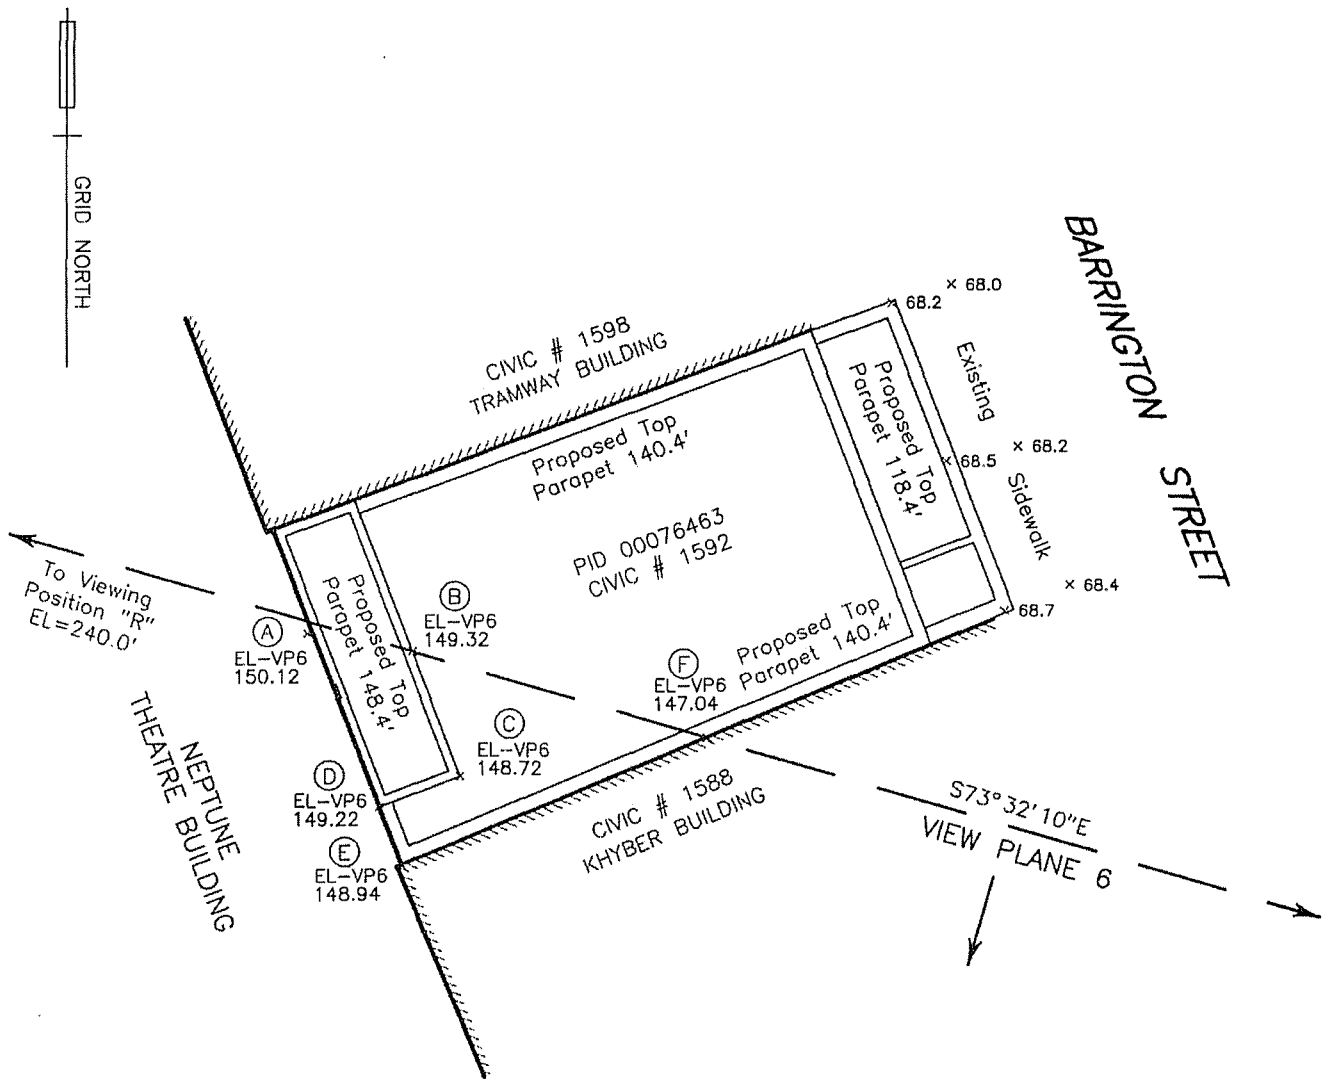 GRID NORTH
BARRINGTON STREET
× 68.0
68.2
Existing
Sidewalk
× 68.2
68.5
× 68.4
68.7
CIVIC # 1598
TRAMWAY BUILDING
Proposed Top
Parapet 140.4'
Proposed Top
Parapet 118.4'
PID 00076463
CIVIC # 1592
To Viewing
Position "R"
EL=240.0'
A
EL-VP6
150.12
Proposed Top
Parapet 148.4'
B
EL-VP6
149.32
C
EL-VP6
148.72
D
EL-VP6
149.22
E
EL-VP6
148.94
F
EL-VP6
147.04
Proposed Top
Parapet 140.4'
NEPTUNE
THEATRE BUILDING
CIVIC # 1588
KHYBER BUILDING
S73°32'10"E
VIEW PLANE 6